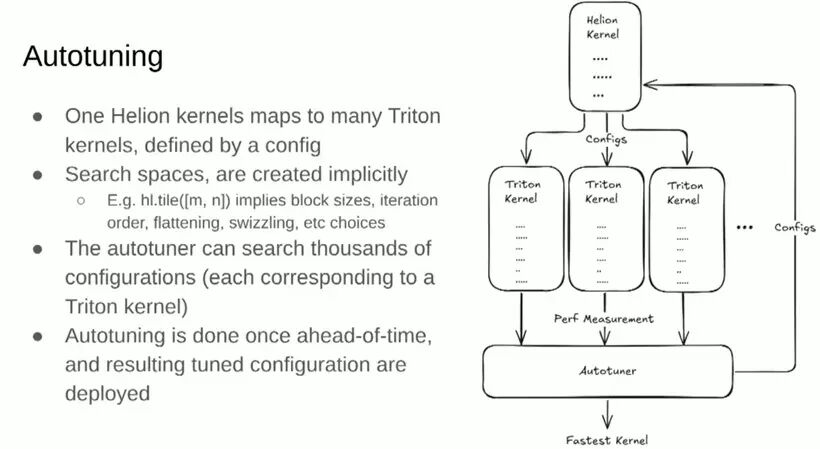 Autotuning
● One Helion kernels maps to many Triton
kernels, defined by a config
● Search spaces, are created implicitly
○ E.g. hl.tile([m, n]) implies block sizes, iteration
order, flattening, swizzling, etc choices
● The autotuner can search thousands of
configurations (each corresponding to a
Triton kernel)
● Autotuning is done once ahead-of-time,
and resulting tuned configuration are
deployed
Helion
Kernel
....
.....
...
Configs
Triton
Kernel
....
.....
...
....
..
.....
Triton
Kernel
....
.....
...
....
..
.....
Triton
Kernel
....
.....
...
....
..
.....
...
Configs
Perf Measurement
Autotuner
Fastest Kernel